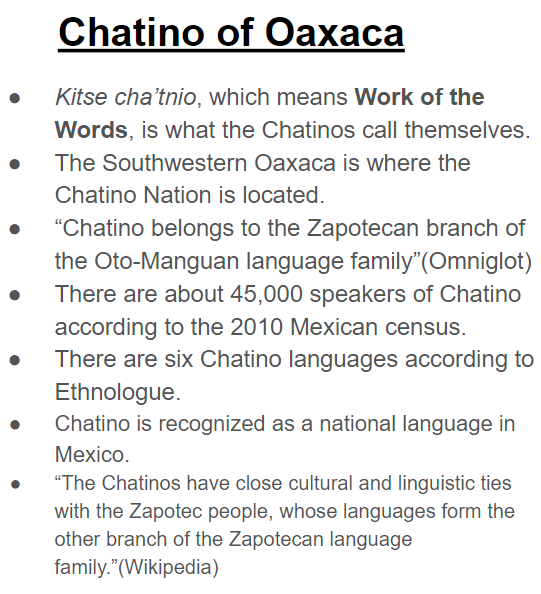 Chatino of Oaxaca
● Kitse cha’tnio, which means Work of the
Words, is what the Chatinos call themselves.
● The Southwestern Oaxaca is where the
Chatino Nation is located.
● “Chatino belongs to the Zapotecan branch of
the Oto-Manguan language family”(Omniglot)
● There are about 45,000 speakers of Chatino
according to the 2010 Mexican census.
● There are six Chatino languages according to
Ethnologue.
● Chatino is recognized as a national language in
Mexico.
● “The Chatinos have close cultural and linguistic ties
with the Zapotec people, whose languages form the
other branch of the Zapotecan language
family.”(Wikipedia)